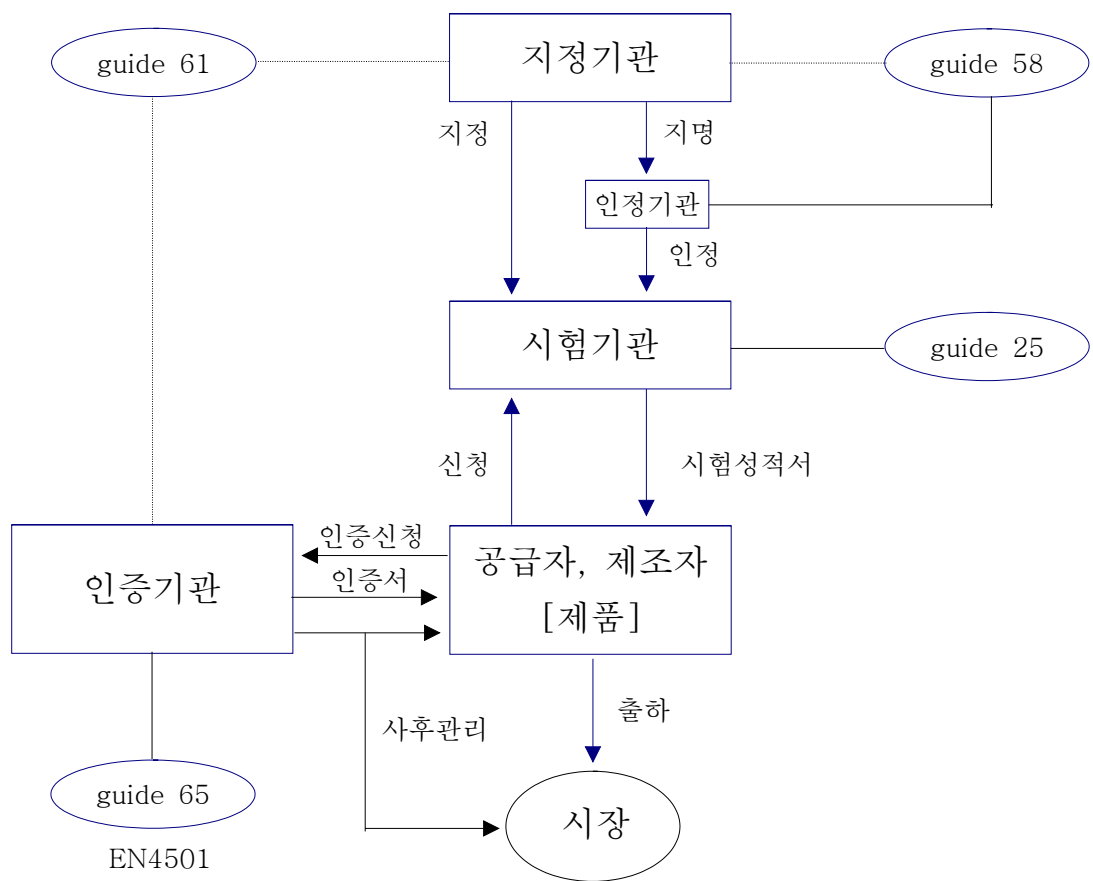 guide 61
지정기관
guide 58
지정
지명
인정기관
인정
시험기관
guide 25
신청
시험성적서
인증신청
인증기관
인증서
공급자, 제조자
[제품]
사후관리
출하
guide 65
시장
EN4501